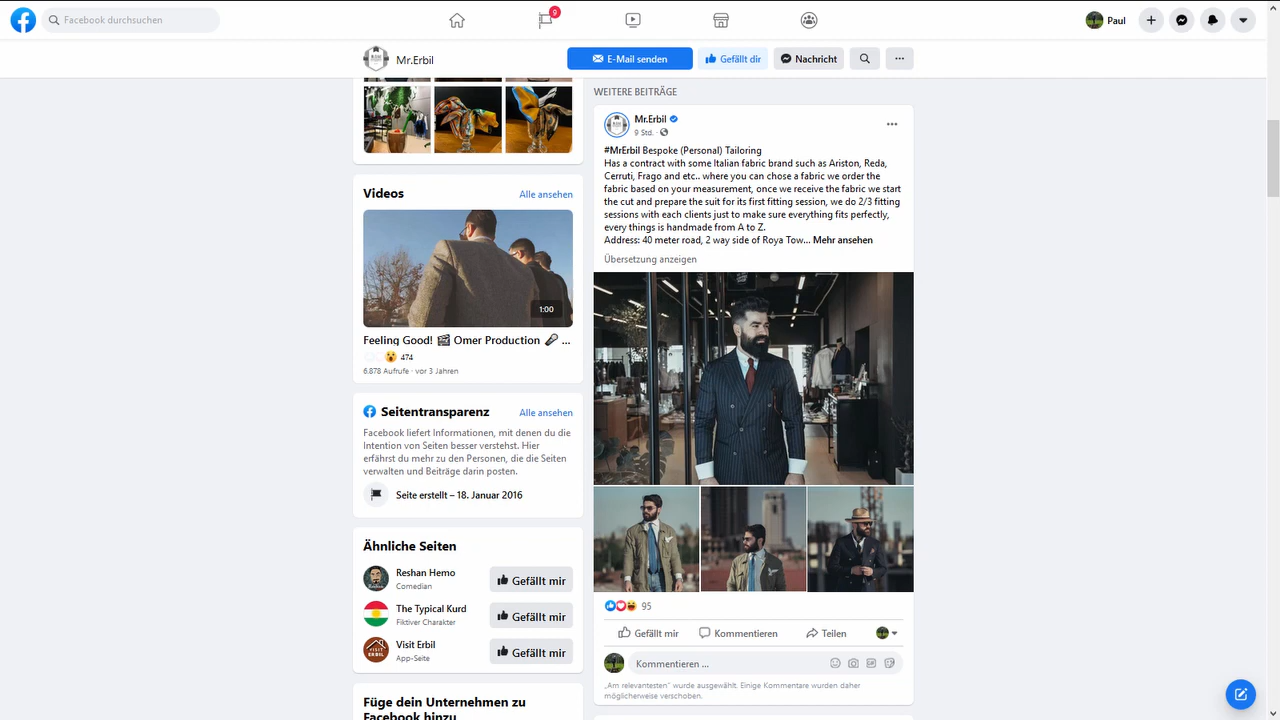 Facebook durchsuchen
9
Paul
Mr.Erbil
E-Mail senden
Gefällt dir
Nachricht
Videos
Alle ansehen
1:00
Feeling Good! 🎬 Omer Production 🎤 ...
474
6.878 Aufrufe · vor 3 Jahren
Seitentransparenz
Alle ansehen
Facebook liefert Informationen, mit denen du die
Intention von Seiten besser verstehst. Hier
erfährst du mehr zu den Personen, die die Seiten
verwalten und Beiträge darin posten.
Seite erstellt – 18. Januar 2016
Ähnliche Seiten
Reshan Hemo
Comedian
Gefällt mir
The Typical Kurd
Fiktiver Charakter
Gefällt mir
Visit Erbil
App-Seite
Gefällt mir
Füge dein Unternehmen zu
Facebook hinzu
WEITERE BEITRÄGE
Mr.Erbil
9 Std. ·
#MrErbil Bespoke (Personal) Tailoring
Has a contract with some Italian fabric brand such as Ariston, Reda,
Cerruti, Frago and etc.. where you can chose a fabric we order the
fabric based on your measurement, once we receive the fabric we start
the cut and prepare the suit for its first fitting session, we do 2/3 fitting
sessions with each clients just to make sure everything fits perfectly,
every things is handmade from A to Z.
Address: 40 meter road, 2 way side of Roya Tow... Mehr ansehen
Übersetzung anzeigen
95
Gefällt mir
Kommentieren
Teilen
Kommentieren ...
„Am relevantesten“ wurde ausgewählt. Einige Kommentare wurden daher
möglicherweise verschoben.